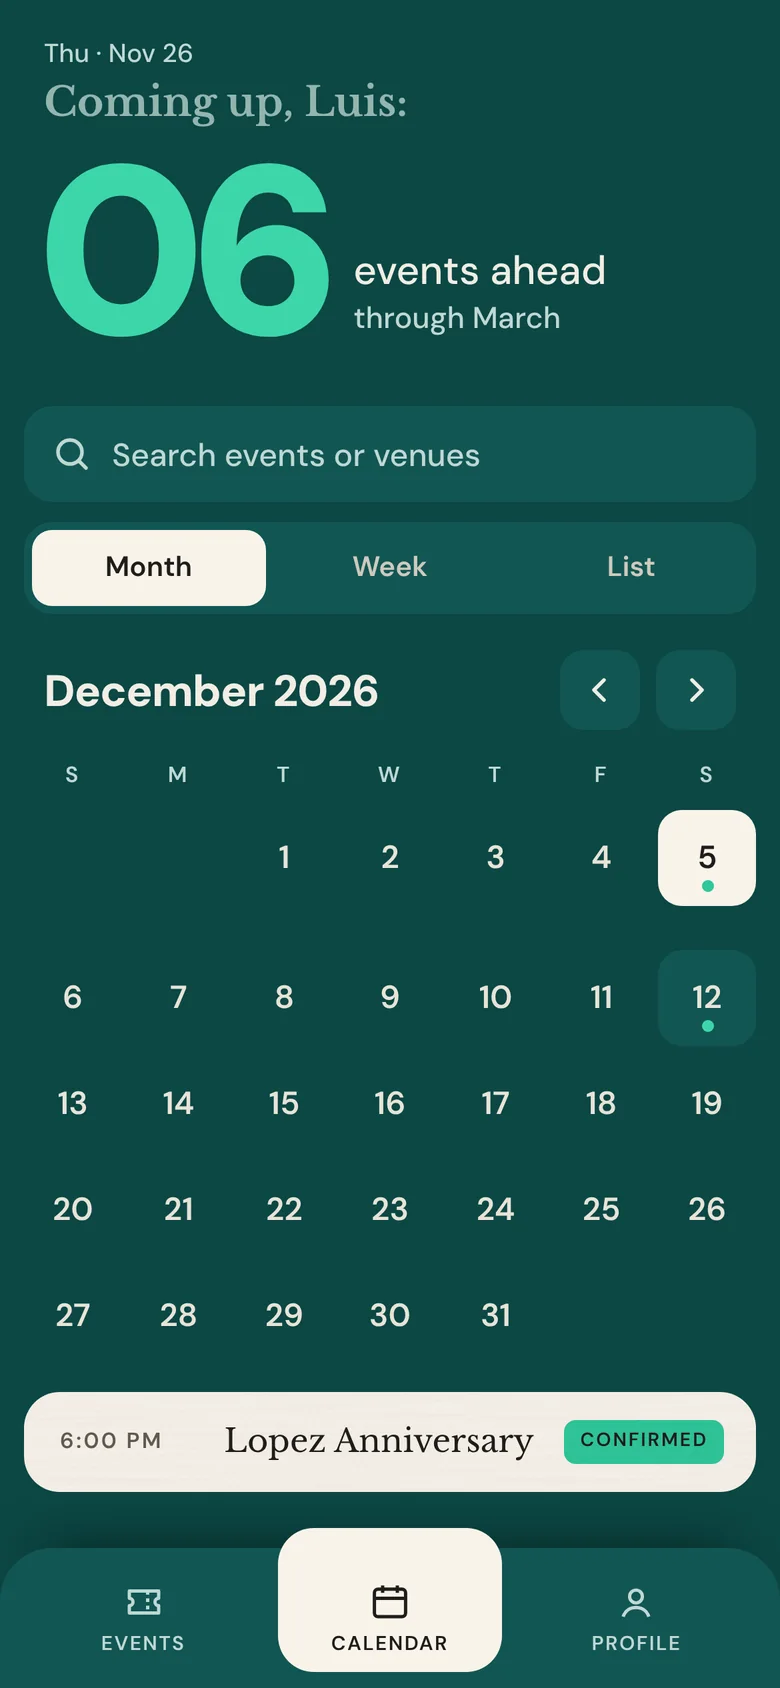 Thu · Nov 26
Coming up, Luis:
06
events ahead
through March
Search events or venues
Month Week List
December 2026
S M T W T F S
1 2 3 4 5
6 7 8 9 10 11 12
13 14 15 16 17 18 19
20 21 22 23 24 25 26
27 28 29 30 31
6:00 PM Lopez Anniversary CONFIRMED
EVENTS CALENDAR PROFILE